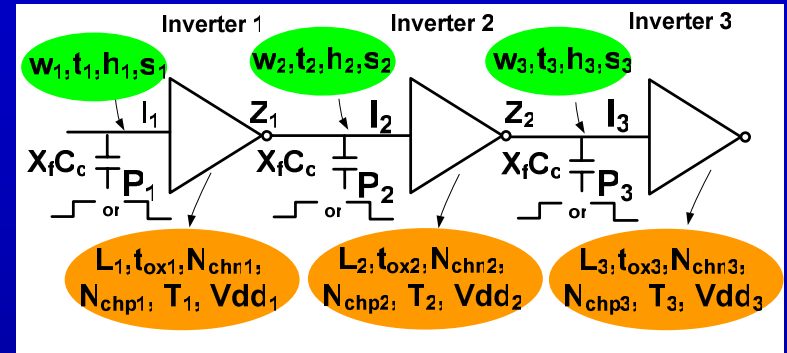 Inverter 1 Inverter 2 Inverter 3
w1,t1,h1,s1 w2,t2,h2,s2 w3,t3,h3,s3
I1 Z1 I2 Z2 I3
XfCc XfCc XfCc
P1 P2 P3
or or or
L1,tox1,Nchn1, L2,tox2,Nchn2, L3,tox3,Nchn3,
Nchp1, T1, Vdd1 Nchp2, T2, Vdd2 Nchp3, T3, Vdd3